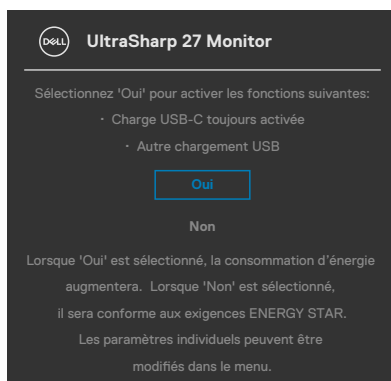 DELL
UltraSharp 27 Monitor
Sélectionnez 'Oui' pour activer les fonctions suivantes:
· Charge USB-C toujours activée
· Autre chargement USB
Oui
Non
Lorsque 'Oui' est sélectionné, la consommation d’énergie
augmentera. Lorsque 'Non' est sélectionné,
il sera conforme aux exigences ENERGY STAR.
Les paramètres individuels peuvent être
modifiés dans le menu.